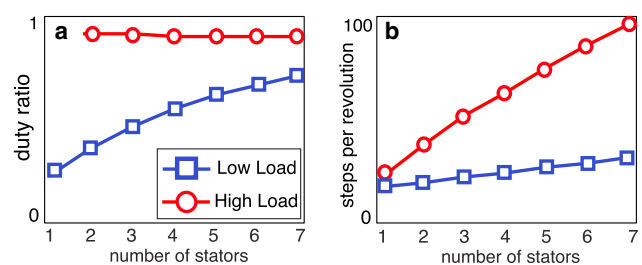 a
1
duty ratio
0
Low Load
High Load
1 2 3 4 5 6 7
number of stators
b
100
steps per revolution
0
1 2 3 4 5 6 7
number of stators